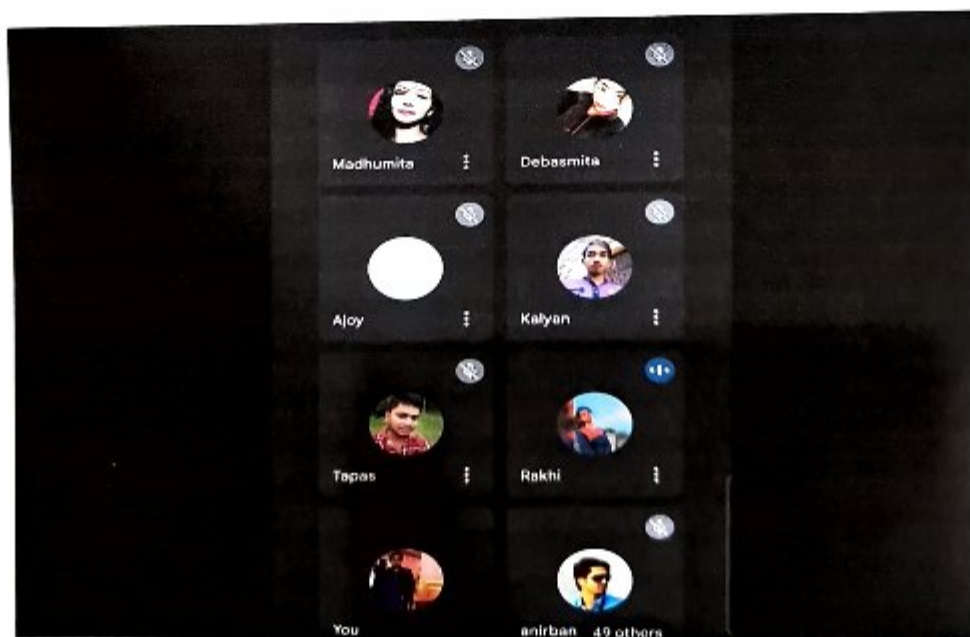 Madhumita
Debasmita
Ajoy
Kalyan
Tapas
Rakhi
You
anirban
49 others